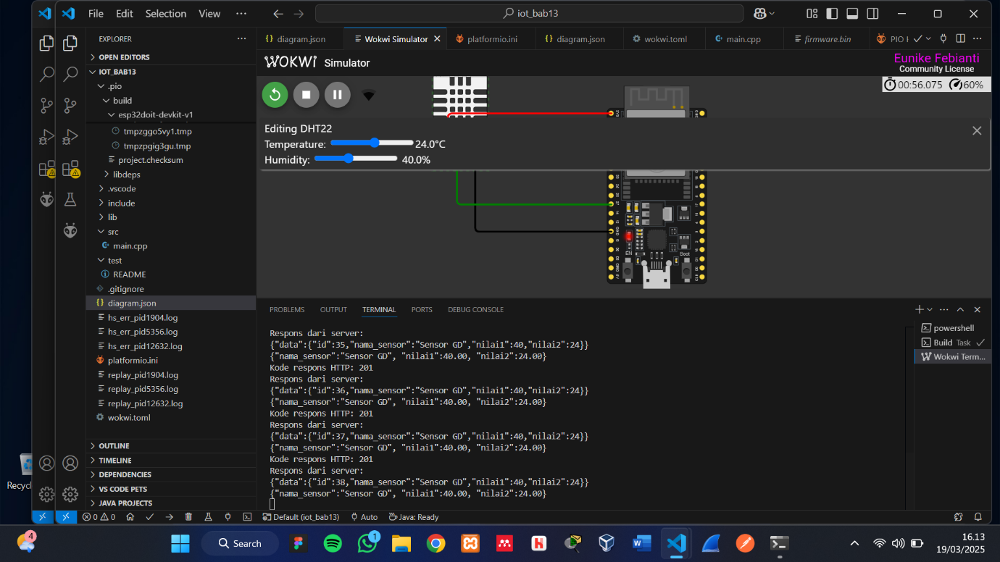 File Edit Selection View ···
iot_bab13
EXPLORER ···
OPEN EDITORS
IOT_BAB13
.pio
build
esp32doit-devkit-v1
tmpzggo5vy1.tmp
tmpzpgig3gu.tmp
project.checksum
libdeps
.vscode
include
lib
src
main.cpp
test
README
.gitignore
diagram.json
hs_err_pid1904.log
hs_err_pid5356.log
hs_err_pid12632.log
platformio.ini
replay_pid1904.log
replay_pid5356.log
replay_pid12632.log
wokwi.toml
OUTLINE
TIMELINE
DEPENDENCIES
VS CODE PETS
JAVA PROJECTS
diagram.json Wokwi Simulator platformio.ini diagram.json wokwi.toml main.cpp firmware.bin PIO
WOKWI Simulator
Eunike Febianti
Community License
00:56.075 60%
Editing DHT22
Temperature: 24.0°C
Humidity: 40.0%
EN Boot
PROBLEMS OUTPUT TERMINAL PORTS DEBUG CONSOLE
powershell
Build Task
Wokwi Term...
Respons dari server:
{"data":{"id":35,"nama_sensor":"Sensor GD","nilai1":40,"nilai2":24}}
{"nama_sensor":"Sensor GD", "nilai1":40.00, "nilai2":24.00}
Kode respons HTTP: 201
Respons dari server:
{"data":{"id":36,"nama_sensor":"Sensor GD","nilai1":40,"nilai2":24}}
{"nama_sensor":"Sensor GD", "nilai1":40.00, "nilai2":24.00}
Kode respons HTTP: 201
Respons dari server:
{"data":{"id":37,"nama_sensor":"Sensor GD","nilai1":40,"nilai2":24}}
{"nama_sensor":"Sensor GD", "nilai1":40.00, "nilai2":24.00}
Kode respons HTTP: 201
Respons dari server:
{"data":{"id":38,"nama_sensor":"Sensor GD","nilai1":40,"nilai2":24}}
{"nama_sensor":"Sensor GD", "nilai1":40.00, "nilai2":24.00}
0 0 Default (iot_bab13) Auto Java: Ready
Recycl
4 Search 1
16.13
19/03/2025